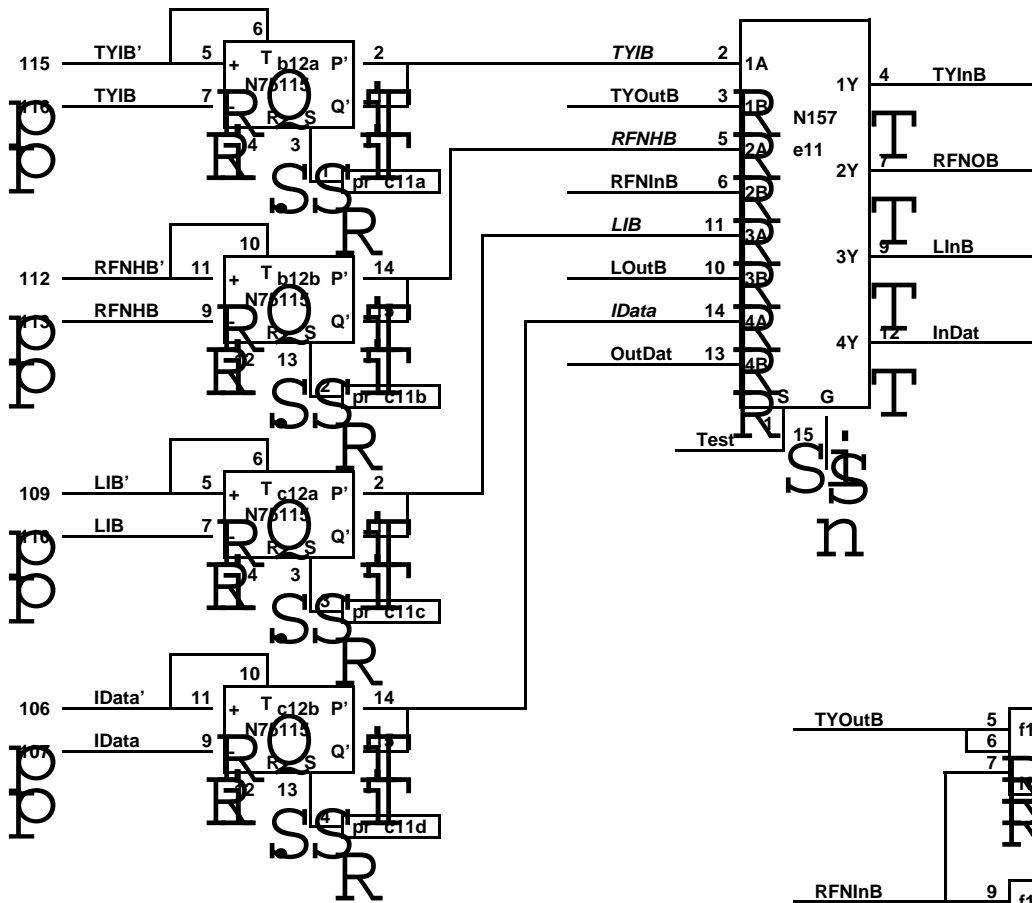 6
115 TYIB' 5 + T b12a P' 2 TYIB 2 1A
N75115
TYIB 7 - Q'
R S
4 3
1
pr c11a
1Y 4 TYInB
TYOutB 3 1B N157
RFNHB 5 2A e11
2Y 7 RFNOB
RFNInB 6 2B
LIB 11 3A
3Y 9 LInB
LOutB 10 3B
IData 14 4A
4Y 12 InDat
OutDat 13 4B
S G
Test 1 15
10
112 RFNHB' 11 + T b12b P' 14
N75115
113 RFNHB 9 - Q'
R S
12 13
2
pr c11b
6
109 LIB' 5 + T c12a P' 2
N75115
LIB 7 - Q'
R S
4 3
3
pr c11c
10
106 IData' 11 + T c12b P' 14
N75115
107 IData 9 - Q'
R S
12 13
4
pr c11d
TYOutB 5 f1
6
7
RFNInB 9 f1